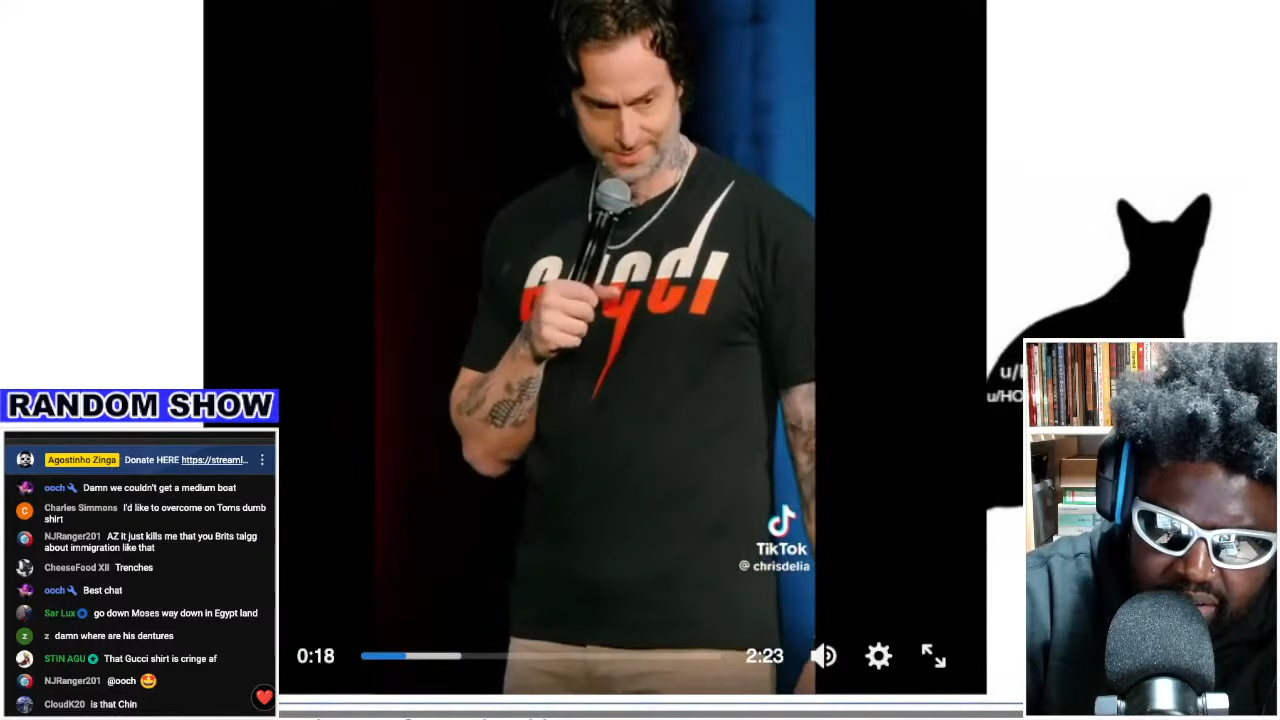 GUCCI
TikTok
@ chrisdelia
0:18
2:23
u/HO
RANDOM SHOW
Agostinho Zinga Donate HERE https://streaml...
ooch Damn we couldn't get a medium boat
Charles Simmons I'd like to overcome on Toms dumb
shirt
NJRanger201 AZ it just kills me that you Brits talgg
about immigration like that
CheeseFood XII Trenches
ooch Best chat
Sar Lux go down Moses way down in Egypt land
z damn where are his dentures
STIN AGU That Gucci shirt is cringe af
NJRanger201 @ooch 🤩
CloudK20 is that Chin